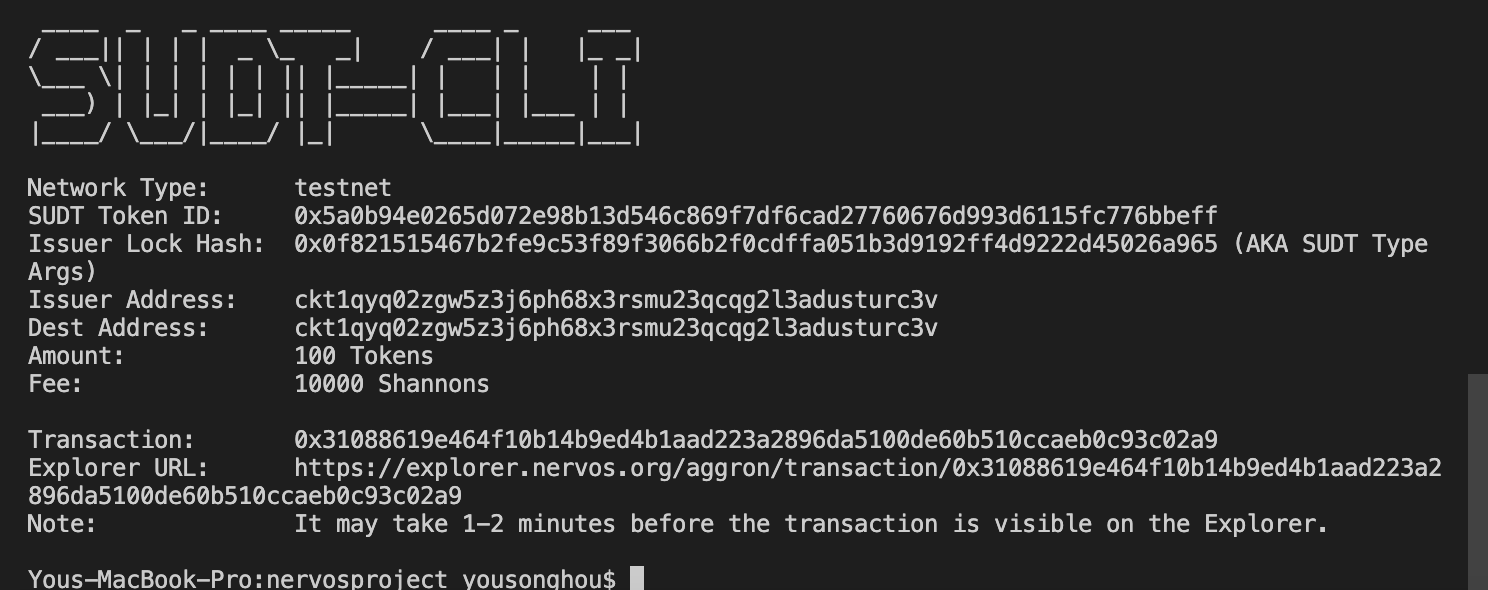 SUDT-CLI
Network Type: testnet
SUDT Token ID: 0x5a0b94e0265d072e98b13d546c869f7df6cad27760676d993d6115fc776bbeff
Issuer Lock Hash: 0x0f821515467b2fe9c53f89f3066b2f0cdffa051b3d9192ff4d9222d45026a965 (AKA SUDT Type
Args)
Issuer Address: ckt1qyq02zgw5z3j6ph68x3rsmu23qcqg2l3adusturc3v
Dest Address: ckt1qyq02zgw5z3j6ph68x3rsmu23qcqg2l3adusturc3v
Amount: 100 Tokens
Fee: 10000 Shannons
Transaction: 0x31088619e464f10b14b9ed4b1aad223a2896da5100de60b510ccaeb0c93c02a9
Explorer URL: https://explorer.nervos.org/aggron/transaction/0x31088619e464f10b14b9ed4b1aad223a2
896da5100de60b510ccaeb0c93c02a9
Note: It may take 1-2 minutes before the transaction is visible on the Explorer.
Yous-MacBook-Pro:nervosproject yousonghou$